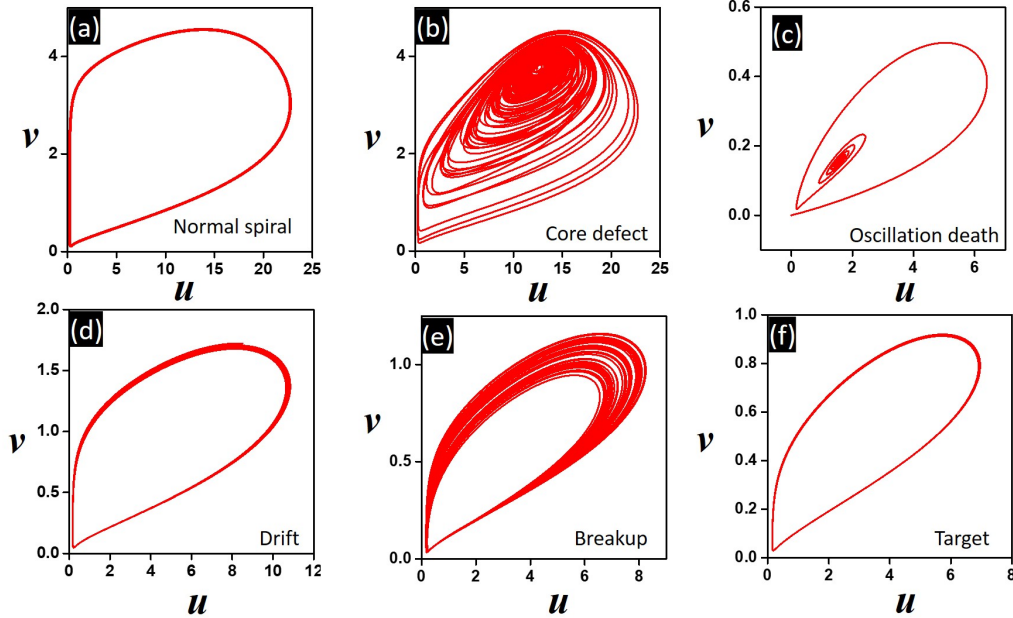 (a)
4
2
0
v
0 5 10 15 20 25
u
Normal spiral
(b)
4
2
0
v
0 5 10 15 20 25
u
Core defect
(c)
0.6
0.4
0.2
0.0
v
0 2 4 6
u
Oscillation death
(d)
2.0
1.5
1.0
0.5
0.0
v
0 2 4 6 8 10 12
u
Drift
(e)
1.0
0.5
0.0
v
0 2 4 6 8
u
Breakup
(f)
1.0
0.8
0.6
0.4
0.2
0.0
v
0 2 4 6 8
u
Target